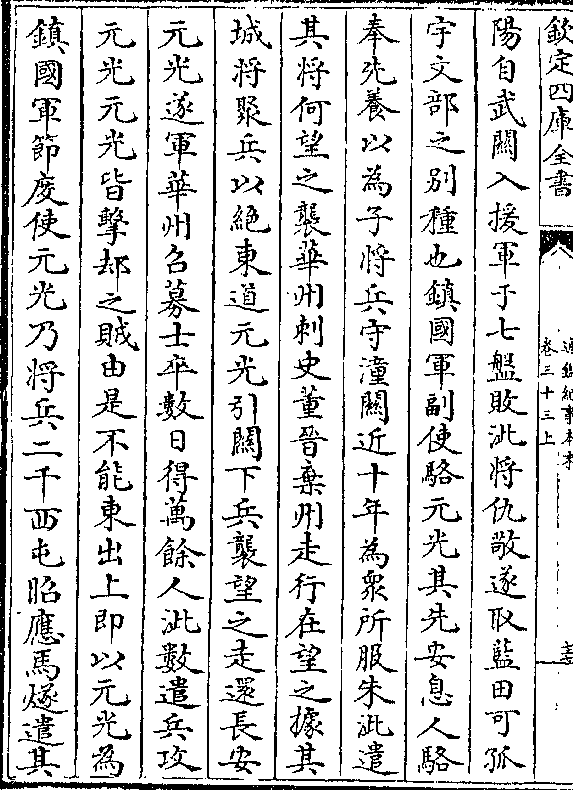 欽定四庫全書
通鑑紀事本末
卷三十三上
陽自武關入援軍于七盤敗泚將仇敬遂取藍田可孤
宇文部之别種也鎮國軍副使駱元光其先安息人駱
奉先養以為子將兵守潼關近十年為衆所服朱泚遣
其將何望之襲華州刺史董晉棄州走行在望之據其
城将聚兵以絶東道元光引關下兵襲望之走還長安
元光遂軍華州召募士卒數日得萬餘人泚數遣兵攻
元光元光皆擊却之賊由是不能東出上即以元光為
鎮國軍節度使元光乃将兵二千西屯昭應馬燧遣其